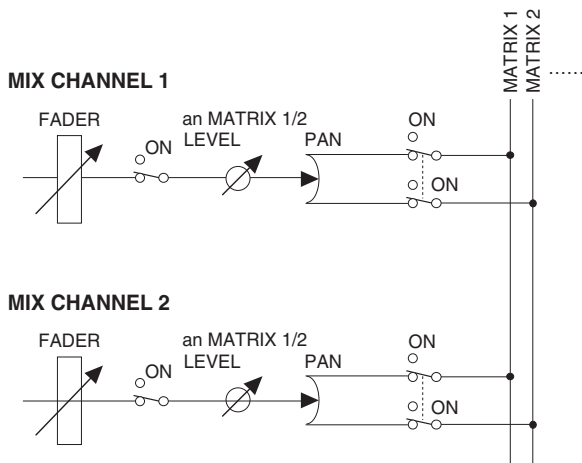 MATRIX 1
MATRIX 2
MIX CHANNEL 1
FADER
ON
an MATRIX 1/2
LEVEL
PAN
ON
ON
MIX CHANNEL 2
FADER
ON
an MATRIX 1/2
LEVEL
PAN
ON
ON